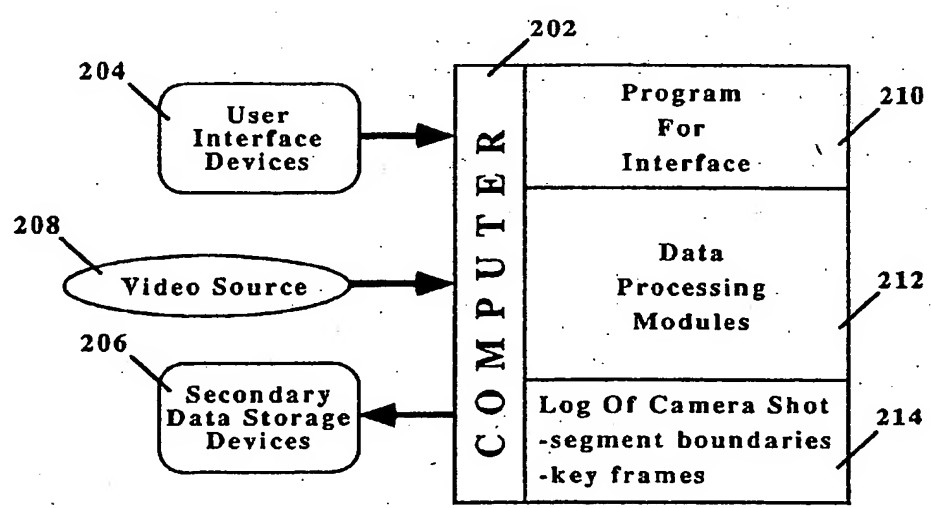 202
204
User
Interface
Devices
208
Video Source
206
Secondary
Data Storage
Devices
COMPUTER
Program
For
Interface
210
Data
Processing
Modules
212
Log Of Camera Shot
-segment boundaries
-key frames
214